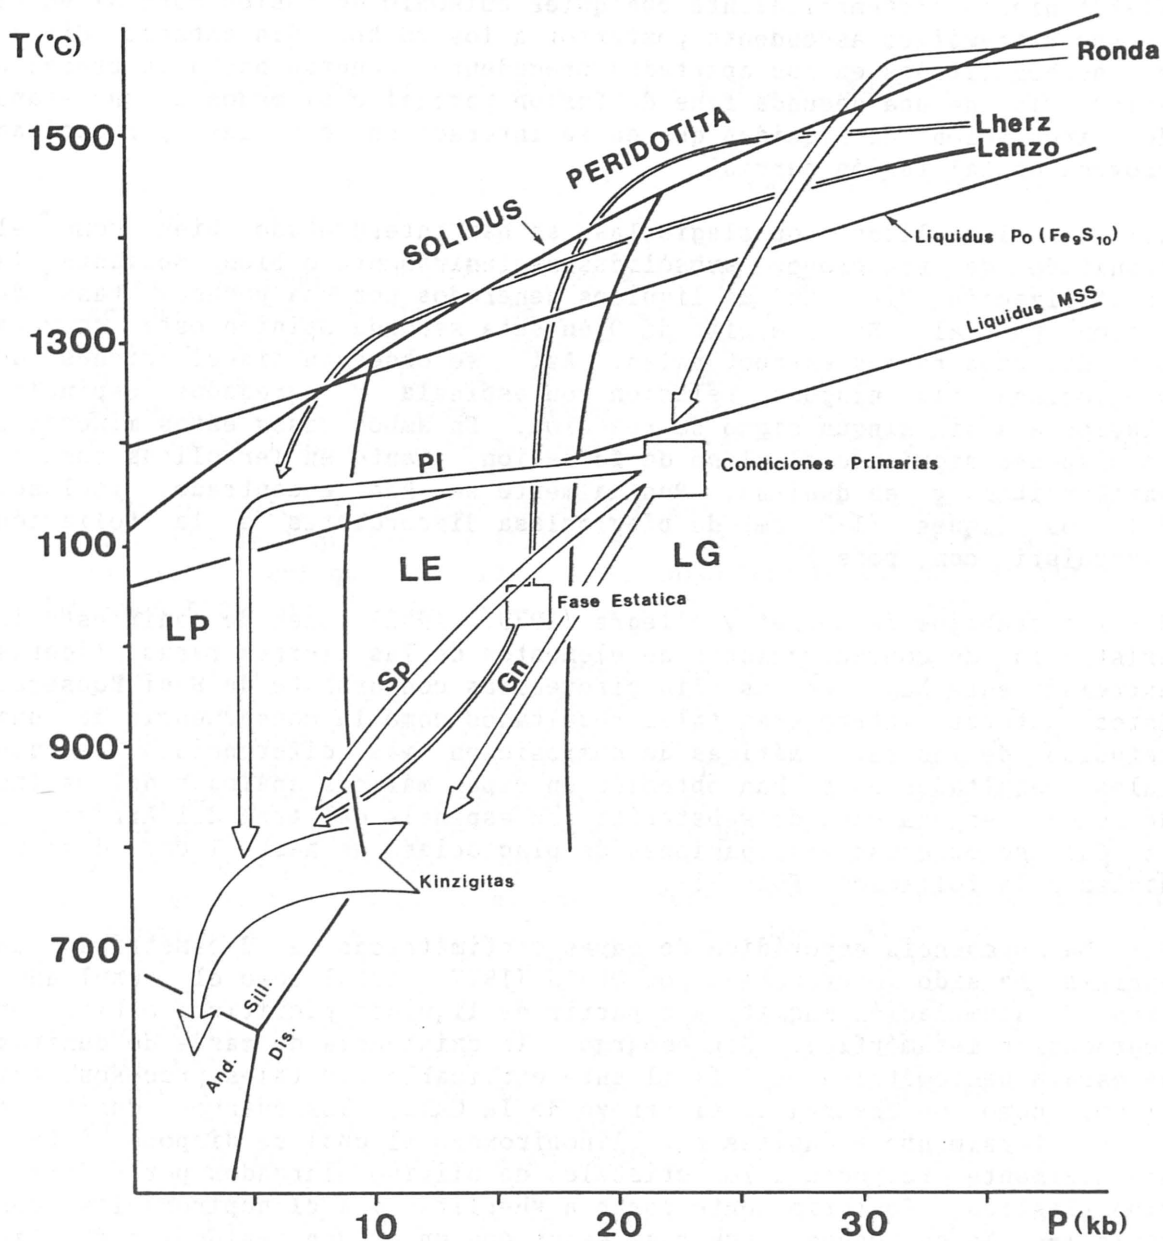 T(°C)
Ronda
1500
Lherz
Lanzo
PERIDOTITA
SOLIDUS
Liquidus Po (Fe₉S₁₀)
Liquidus MSS
1300
Pl
Condiciones Primarias
1100
LE
LG
Fase Estatica
LP
Sp
Gn
900
Kinzigitas
700
Sill.
And.
Dis.
10
20
30
P(kb)